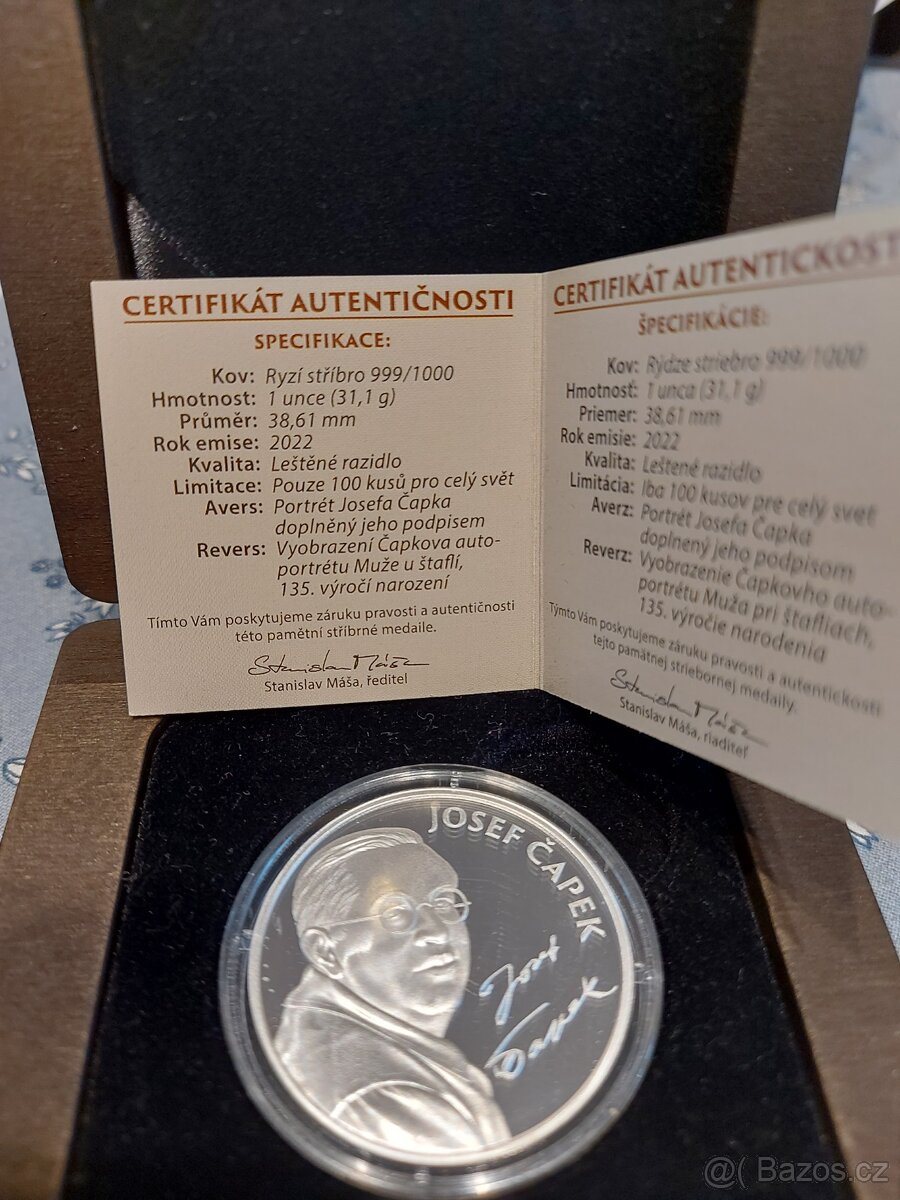 CERTIFIKÁT AUTENTIČNOSTI
SPECIFIKACE:
Kov: Ryzí stříbro 999/1000
Hmotnost: 1 unce (31,1 g)
Průměr: 38,61 mm
Rok emise: 2022
Kvalita: Leštěné razidlo
Limitace: Pouze 100 kusů pro celý svět
Avers: Portrét Josefa Čapka
doplněný jeho podpisem
Revers: Vyobrazení Čapkova auto-
portrétu Muže u štaflí,
135. výročí narození
Tímto Vám poskytujeme záruku pravosti a autentičnosti
této pamětní stříbrné medaile.
Stanislav Máša
Stanislav Máša, ředitel
CERTIFIKÁT AUTENTICKOSTI
ŠPECIFIKÁCIE:
Kov: Rýdze striebro 999/1000
Hmotnosť: 1 unca (31,1 g)
Priemer: 38,61 mm
Rok emisie: 2022
Kvalita: Leštené razidlo
Limitácia: Iba 100 kusov pre celý svet
Averz: Portrét Josefa Čapka
doplnený jeho podpisom
Reverz: Vyobrazenie Čapkovho auto-
portrétu Muža pri štafliach,
135. výročie narodenia
Týmto Vám poskytujeme záruku pravosti a autentickosti
tejto pamätnej striebornej medaily.
Stanislav Máša
Stanislav Máša, riaditeľ
JOSEF ČAPEK
Josef
Čapek
@( Bazos.cz